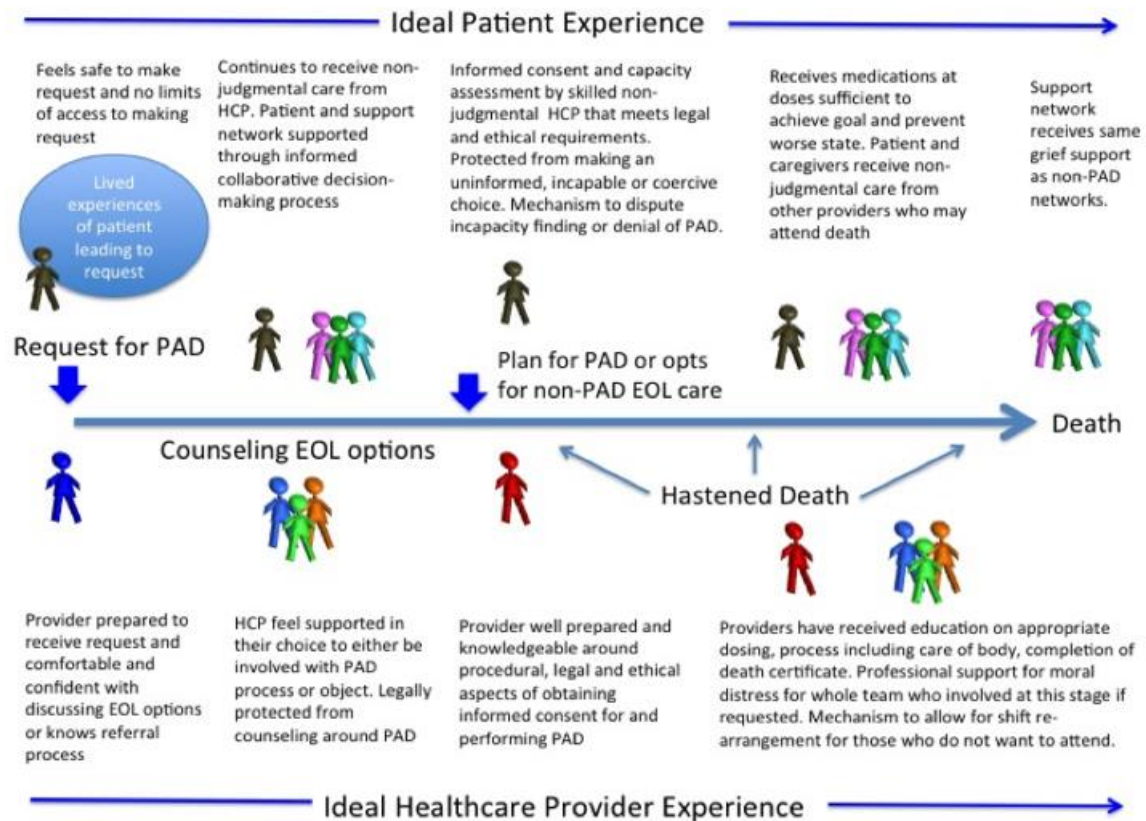 Ideal Patient Experience
Feels safe to make
request and no limits
of access to making
request
Continues to receive non-
judgmental care from
HCP. Patient and support
network supported
through informed
collaborative decision-
making process
Informed consent and capacity
assessment by skilled non-
judgmental HCP that meets legal
and ethical requirements.
Protected from making an
uninformed, incapable or coercive
choice. Mechanism to dispute
incapacity finding or denial of PAD.
Receives medications at
doses sufficient to
achieve goal and prevent
worse state. Patient and
caregivers receive non-
judgmental care from
other providers who may
attend death
Support
network
receives same
grief support
as non-PAD
networks.
Lived
experiences
of patient
leading to
request
Request for PAD
Plan for PAD or opts
for non-PAD EOL care
Death
Counseling EOL options
Hastened Death
Provider prepared to
receive request and
comfortable and
confident with
discussing EOL options
or knows referral
process
HCP feel supported in
their choice to either be
involved with PAD
process or object. Legally
protected from
counseling around PAD
Provider well prepared and
knowledgeable around
procedural, legal and ethical
aspects of obtaining
informed consent for and
performing PAD
Providers have received education on appropriate
dosing, process including care of body, completion of
death certificate. Professional support for moral
distress for whole team who involved at this stage if
requested. Mechanism to allow for shift re-
arrangement for those who do not want to attend.
Ideal Healthcare Provider Experience